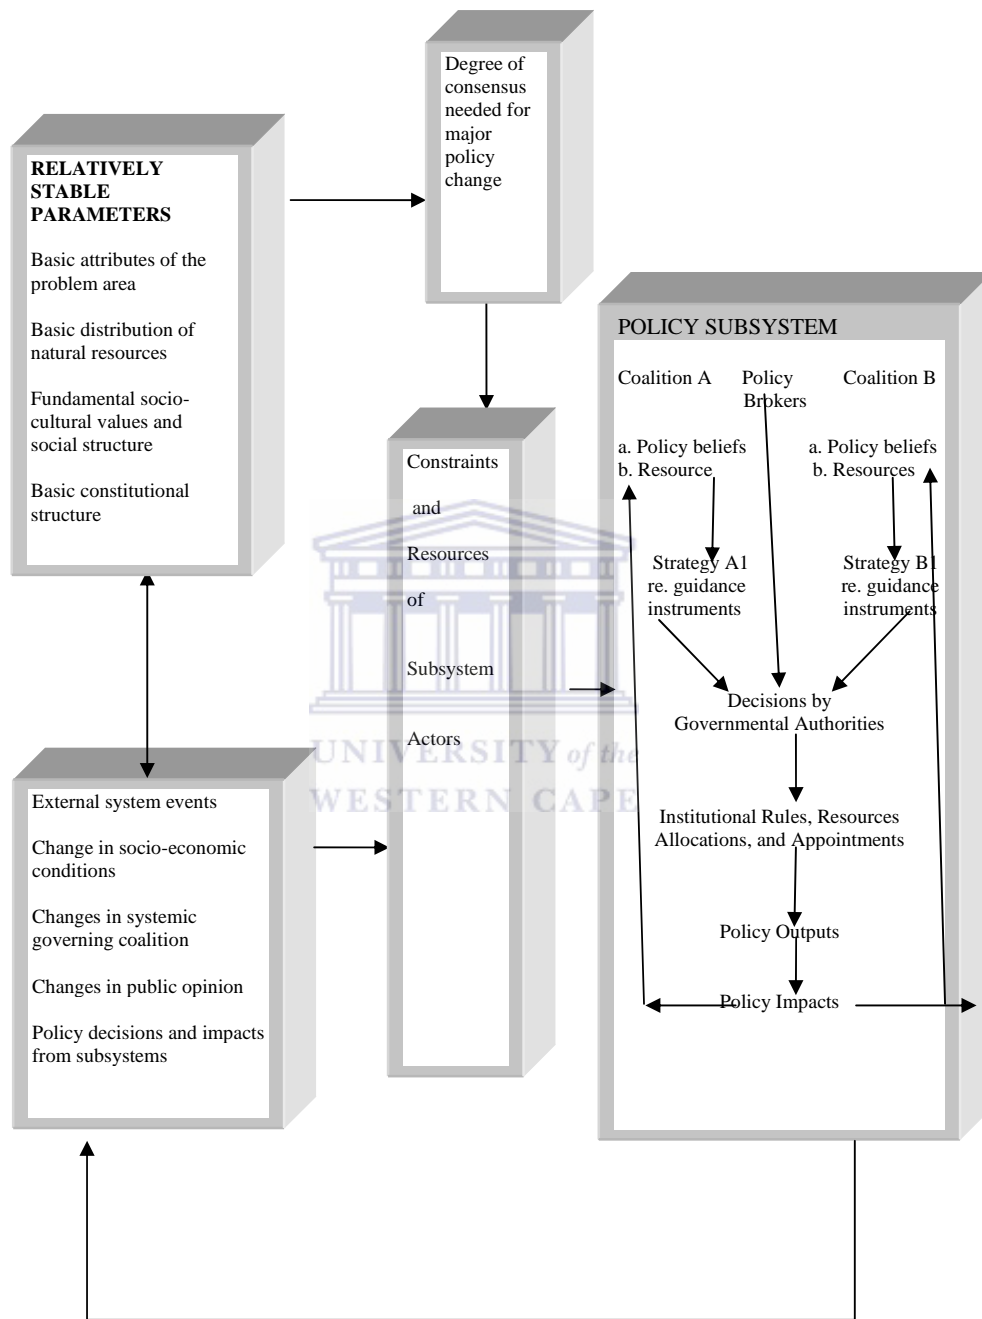 Degree of
consensus
needed for
major
policy
change
RELATIVELY
STABLE
PARAMETERS
Basic attributes of the
problem area
Basic distribution of
natural resources
Fundamental socio-
cultural values and
social structure
Basic constitutional
structure
POLICY SUBSYSTEM
Coalition A
Policy
Brokers
Coalition B
a. Policy beliefs
b. Resource
a. Policy beliefs
b. Resources
Strategy A1
re. guidance
instruments
Strategy B1
re. guidance
instruments
Decisions by
Governmental Authorities
Institutional Rules, Resources
Allocations, and Appointments
Policy Outputs
Policy Impacts
Constraints
and
Resources
of
Subsystem
Actors
UNIVERSITY of the
WESTERN CAPE
External system events
Change in socio-economic
conditions
Changes in systemic
governing coalition
Changes in public opinion
Policy decisions and impacts
from subsystems